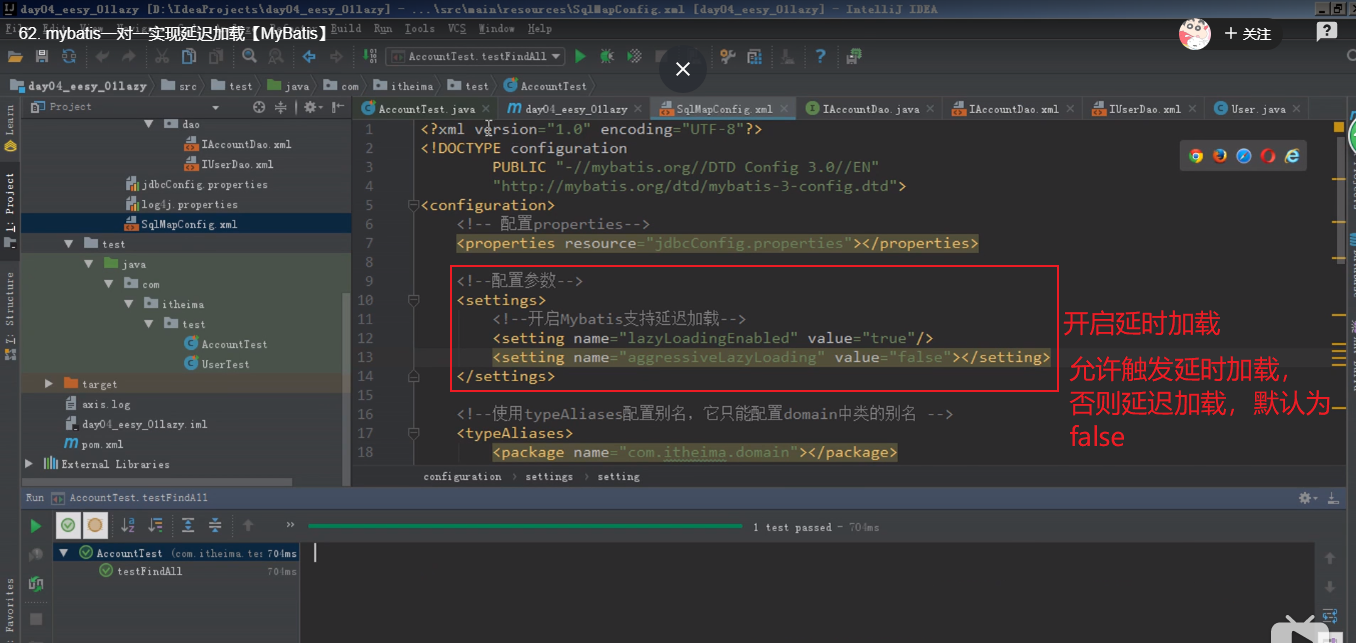 day04_eesy_01lazy [D:\IdeaProjects\day04_eesy_01lazy] - ...\src\main\resources\SqlMapConfig.xml - IntelliJ IDEA
Build Run Tools VCS Window Help
62. mybatis一对一实现延迟加载【MyBatis】
+ 关注
AccountTest.testFindAll
day04_eesy_01lazy src test java com itheima test AccountTest
Project
AccountTest.java day04_eesy_01lazy SqlMapConfig.xml IAccountDao.java IAccountDao.xml IUserDao.xml User.java
Learn
1: Project
7: Structure
Favorites
dao
IAccountDao.xml
IUserDao.xml
jdbcConfig.properties
log4j.properties
SqlMapConfig.xml
test
java
com
itheima
test
AccountTest
UserTest
target
axis.log
day04_eesy_01lazy.iml
pom.xml
External Libraries
1 <?xml version="1.0" encoding="UTF-8"?>
2 <!DOCTYPE configuration
3 PUBLIC "-//mybatis.org//DTD Config 3.0//EN"
4 "http://mybatis.org/dtd/mybatis-3-config.dtd">
5 <configuration>
6 <!-- 配置properties-->
7 <properties resource="jdbcConfig.properties"></properties>
8
9 <!--配置参数-->
10 <settings>
11 <!--开启Mybatis支持延迟加载-->
12 <setting name="lazyLoadingEnabled" value="true"/>
13 <setting name="aggressiveLazyLoading" value="false"></setting>
14 </settings>
15
16 <!--使用typeAliases配置别名，它只能配置domain中类的别名 -->
17 <typeAliases>
18 <package name="com.itheima.domain"></package>
开启延时加载
允许触发延时加载，
否则延迟加载，默认为
false
configuration › settings › setting
Run AccountTest.testFindAll
1 test passed - 704ms
AccountTest (com.itheima.te: 704ms
testFindAll 704ms